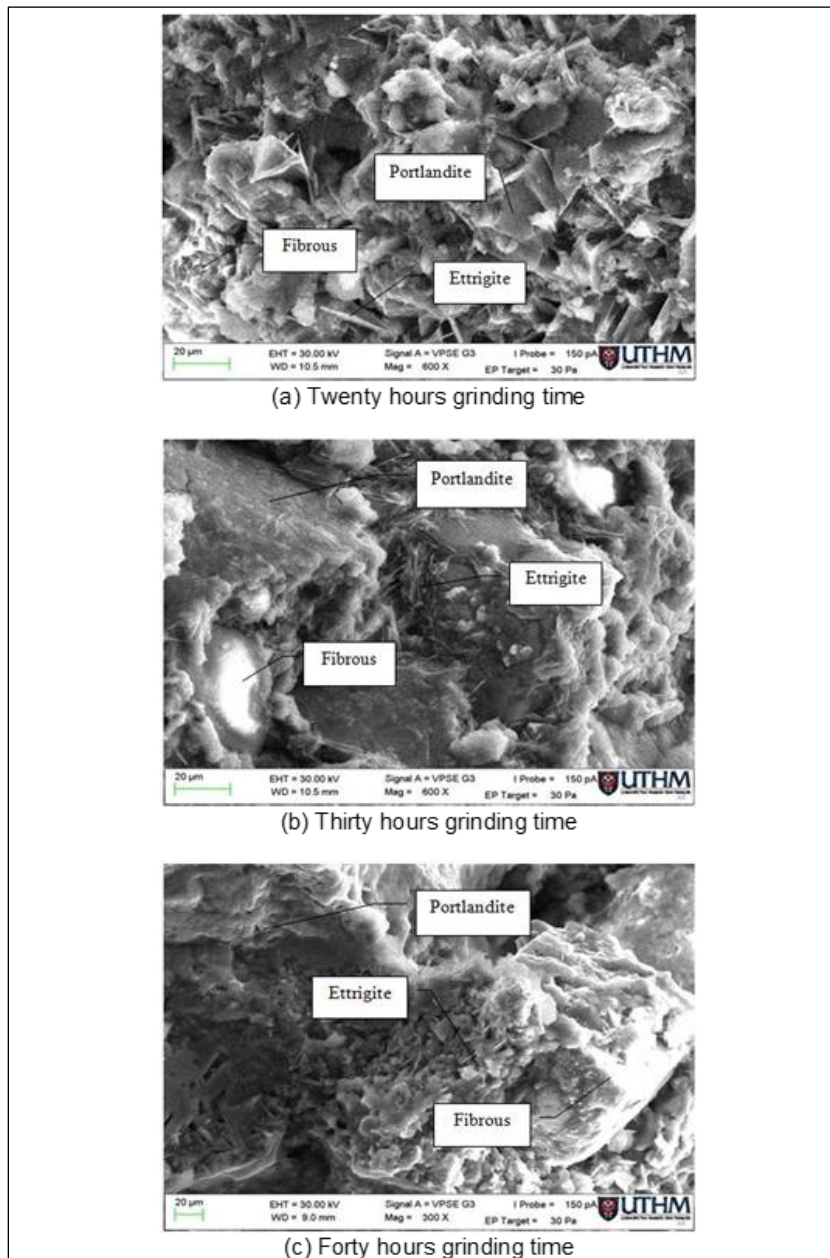 Portlandite
Fibrous
Ettrigite
20 µm
EHT = 30.00 kV
Signal A = VPSE G3
I Probe = 150 pA
WD = 10.5 mm
Mag = 600 X
EP Target = 30 Pa
UTHM
(a) Twenty hours grinding time
Portlandite
Ettrigite
Fibrous
20 µm
EHT = 30.00 kV
Signal A = VPSE G3
I Probe = 150 pA
WD = 10.5 mm
Mag = 600 X
EP Target = 30 Pa
UTHM
(b) Thirty hours grinding time
Portlandite
Ettrigite
Fibrous
20 µm
EHT = 30.00 kV
Signal A = VPSE G3
I Probe = 150 pA
WD = 9.0 mm
Mag = 300 X
EP Target = 30 Pa
UTHM
(c) Forty hours grinding time